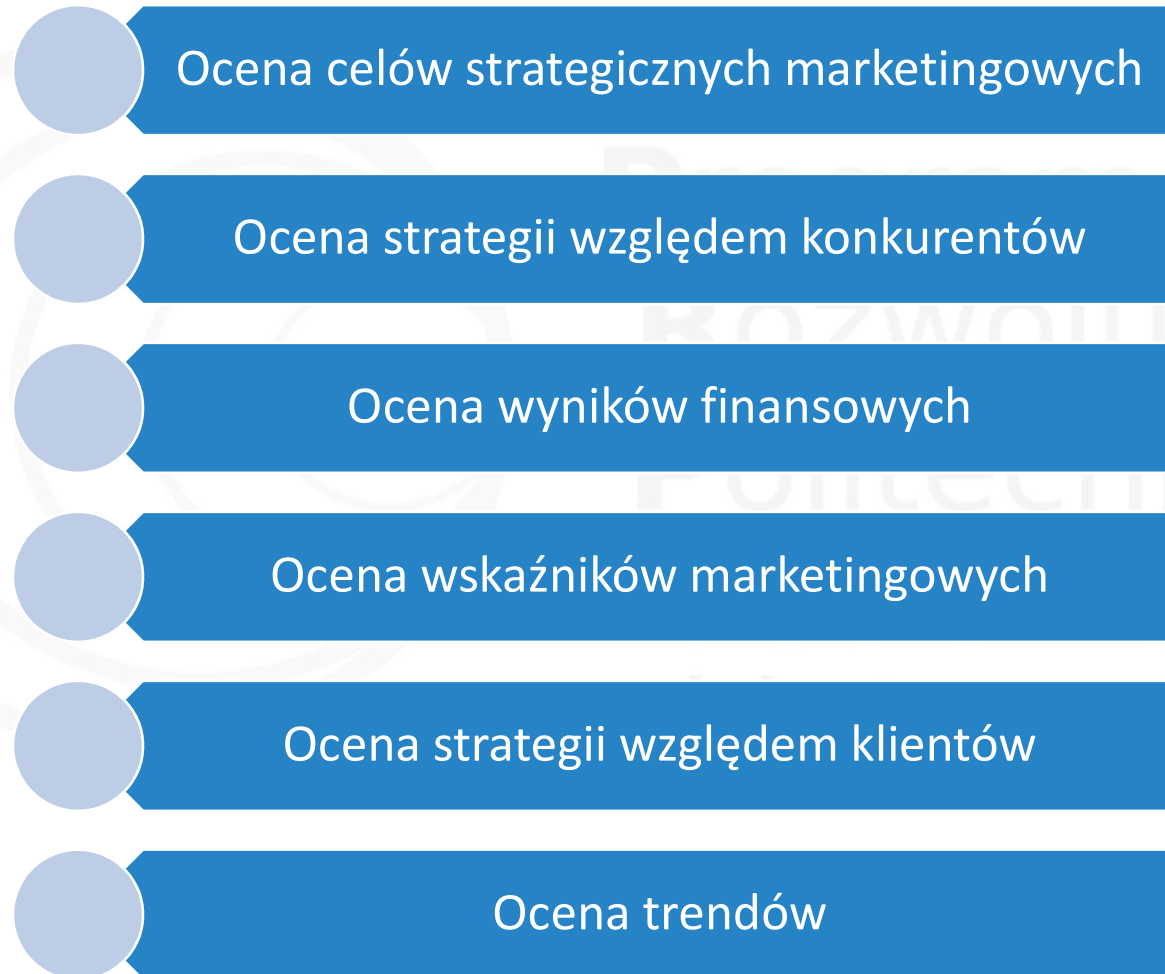 Ocena celów strategicznych marketingowych
Ocena strategii względem konkurentów
Ocena wyników finansowych
Ocena wskaźników marketingowych
Ocena strategii względem klientów
Ocena trendów